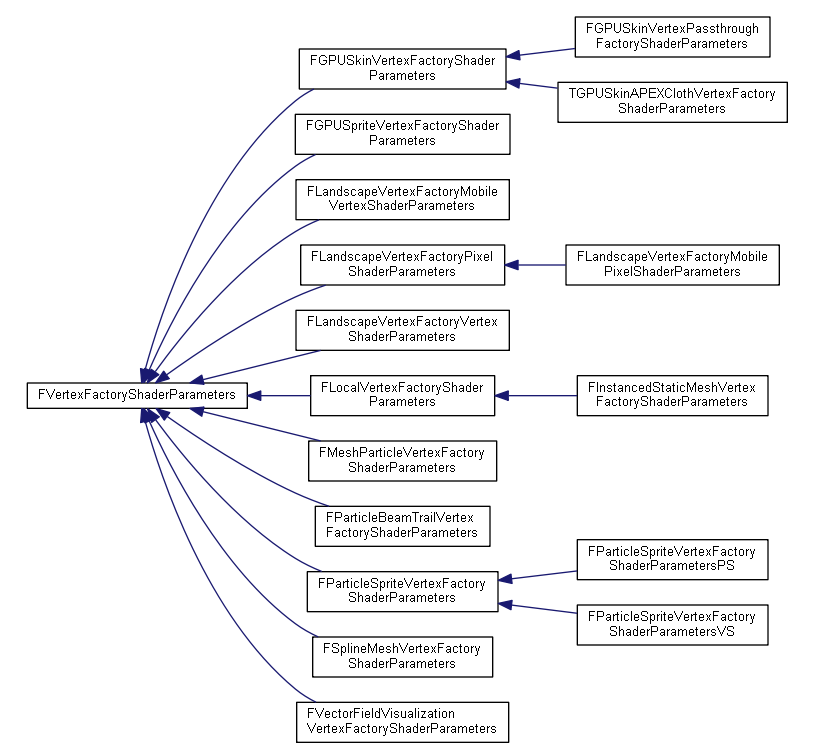 FVertexFactoryShaderParameters
FGPUSkinVertexFactoryShader
Parameters
FGPUSkinVertexPassthrough
FactoryShaderParameters
TGPUSkinAPEXClothVertexFactory
ShaderParameters
FGPUSpriteVertexFactoryShader
Parameters
FLandscapeVertexFactoryMobile
VertexShaderParameters
FLandscapeVertexFactoryPixel
ShaderParameters
FLandscapeVertexFactoryMobile
PixelShaderParameters
FLandscapeVertexFactoryVertex
ShaderParameters
FLocalVertexFactoryShader
Parameters
FInstancedStaticMeshVertex
FactoryShaderParameters
FMeshParticleVertexFactory
ShaderParameters
FParticleBeamTrailVertex
FactoryShaderParameters
FParticleSpriteVertexFactory
ShaderParameters
FParticleSpriteVertexFactory
ShaderParametersPS
FParticleSpriteVertexFactory
ShaderParametersVS
FSplineMeshVertexFactory
ShaderParameters
FVectorFieldVisualization
VertexFactoryShaderParameters